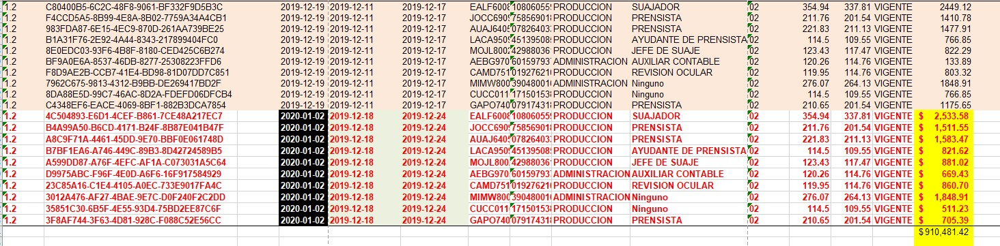 1.2 C80400B5-6C2C-48F8-9061-BF332F9D5B3C 2019-12-19 2019-12-11 2019-12-17 EALF6008 108060559 PRODUCCION SUAJADOR 02 354.94 337.81 VIGENTE 2449.12
1.2 F4CCD5A5-8B99-4E8A-8B02-7759A34A4CB1 2019-12-19 2019-12-11 2019-12-17 JOCC690 758569018 PRODUCCION PRENSISTA 02 211.76 201.54 VIGENTE 1410.78
1.2 983FDA87-6E15-4EC9-870D-261AA739BE25 2019-12-19 2019-12-11 2019-12-17 AUAJ640 07826403 PRODUCCION PRENSISTA 02 221.83 211.13 VIGENTE 1477.91
1.2 B1A31F76-2E92-4A44-8343-217899404FC0 2019-12-19 2019-12-11 2019-12-17 LACA950 451395085 PRODUCCION AYUDANTE DE PRENSISTA 02 114.5 109.55 VIGENTE 766.85
1.2 8E0EDC03-93F6-4B8F-8180-CED425C6B274 2019-12-19 2019-12-11 2019-12-17 MOJL800 42988036 PRODUCCION JEFE DE SUAJE 02 123.43 117.47 VIGENTE 822.29
1.2 BF9A0E6A-8537-46DB-8277-25308223FFD6 2019-12-19 2019-12-11 2019-12-17 AEBG970 60159793 ADMINISTRACION AUXILIAR CONTABLE 02 120.26 114.76 VIGENTE 133.89
1.2 F8D9AE2B-CCB7-41E4-BD98-81D07DD7C851 2019-12-19 2019-12-11 2019-12-17 CAMD751 01927621 PRODUCCION REVISION OCULAR 02 119.95 114.76 VIGENTE 803.32
1.2 7962C675-9813-4312-B9BB-DE269417BD2F 2019-12-19 2019-12-11 2019-12-17 MIMW800 39048001 ADMINISTRACION Ninguno 02 276.07 264.13 VIGENTE 1848.91
1.2 8DA88E5D-99C7-46AC-8D2A-FDEFD06DFCB4 2019-12-19 2019-12-11 2019-12-17 CUCC011 17150153 PRODUCCION Ninguno 02 114.5 109.55 VIGENTE 766.85
1.2 C4348EF6-EACE-4069-8BF1-882B3DCA7854 2019-12-19 2019-12-11 2019-12-17 GAPO740 07917431 PRODUCCION PRENSISTA 02 210.65 201.54 VIGENTE 1175.65
1.2 4C504893-E6D1-4CEF-B861-7CE48A217EC7 2020-01-02 2019-12-18 2019-12-24 EALF6008 108060559 PRODUCCION SUAJADOR 02 354.94 337.81 VIGENTE $ 2,533.58
1.2 B4A99A50-B6CD-4171-B24F-8B87E041B47F 2020-01-02 2019-12-18 2019-12-24 JOCC690 758569018 PRODUCCION PRENSISTA 02 211.76 201.54 VIGENTE $ 1,511.55
1.2 A8C9F71A-4461-45DD-9E70-BBF0E061748D 2020-01-02 2019-12-18 2019-12-24 AUAJ640 07826403 PRODUCCION PRENSISTA 02 221.83 211.13 VIGENTE $ 1,583.47
1.2 B7BF1EA6-A746-449C-89B3-8D42724589B5 2020-01-02 2019-12-18 2019-12-24 LACA950 451395085 PRODUCCION AYUDANTE DE PRENSISTA 02 114.5 109.55 VIGENTE $ 821.62
1.2 A599DD87-A76F-4EFC-AF1A-C073031A5C64 2020-01-02 2019-12-18 2019-12-24 MOJL800 42988036 PRODUCCION JEFE DE SUAJE 02 123.43 117.47 VIGENTE $ 881.02
1.2 D9975ABC-F96F-4E0D-A6F6-16F917584929 2020-01-02 2019-12-18 2019-12-24 AEBG970 60159793 ADMINISTRACION AUXILIAR CONTABLE 02 120.26 114.76 VIGENTE $ 669.43
1.2 23C85A16-C1E4-4105-A0EC-733E9017FA4C 2020-01-02 2019-12-18 2019-12-24 CAMD751 01927621 PRODUCCION REVISION OCULAR 02 119.95 114.76 VIGENTE $ 860.70
1.2 3012A476-AF27-4BAE-9E7C-D0F240F2C2DD 2020-01-02 2019-12-18 2019-12-24 MIMW800 39048001 ADMINISTRACION Ninguno 02 276.07 264.13 VIGENTE $ 1,848.91
1.2 35851C30-6B5F-4E55-93D4-75BD2EE87C6F 2020-01-02 2019-12-18 2019-12-24 CUCC011 17150153 PRODUCCION Ninguno 02 114.5 109.55 VIGENTE $ 511.23
1.2 3F8AF744-3F63-4D81-928C-F088C52E56CC 2020-01-02 2019-12-18 2019-12-24 GAPO740 07917431 PRODUCCION PRENSISTA 02 210.65 201.54 VIGENTE $ 705.39
$ 910,481.42